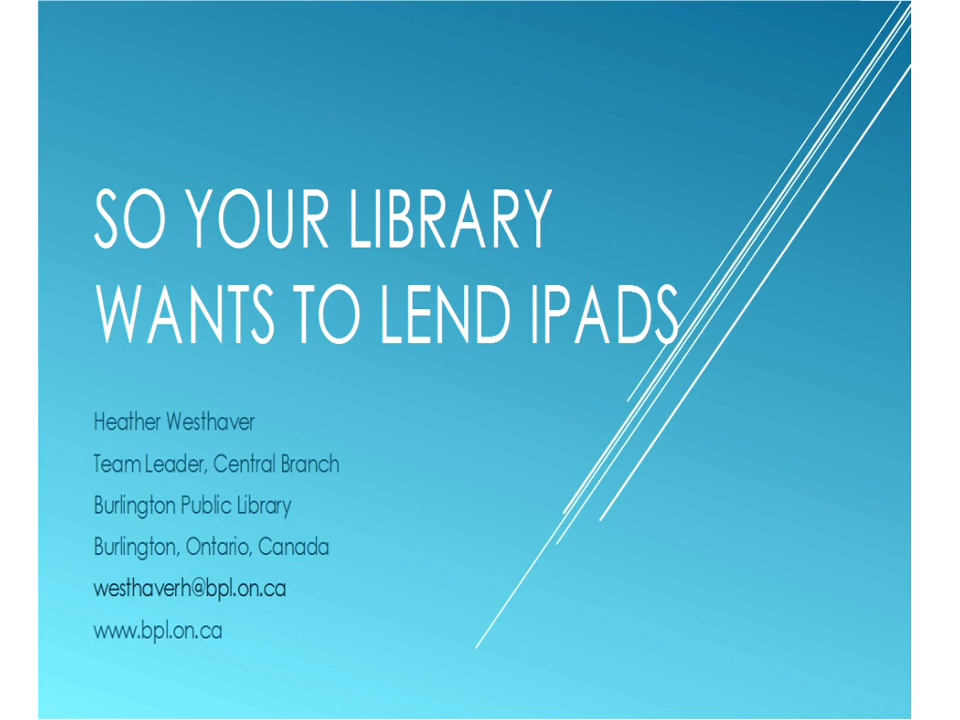 SO YOUR LIBRARY
WANTS TO LEND IPADS
Heather Westhaver
Team Leader, Central Branch
Burlington Public Library
Burlington, Ontario, Canada
westhaverh@bpl.on.ca
www.bpl.on.ca